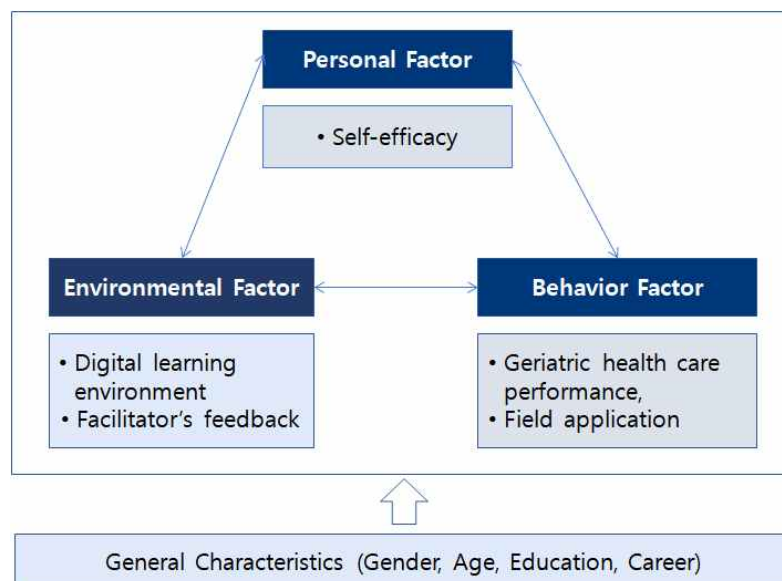 Personal Factor
• Self-efficacy
Environmental Factor
Behavior Factor
• Digital learning
environment
• Facilitator's feedback
• Geriatric health care
performance,
• Field application
General Characteristics (Gender, Age, Education, Career)